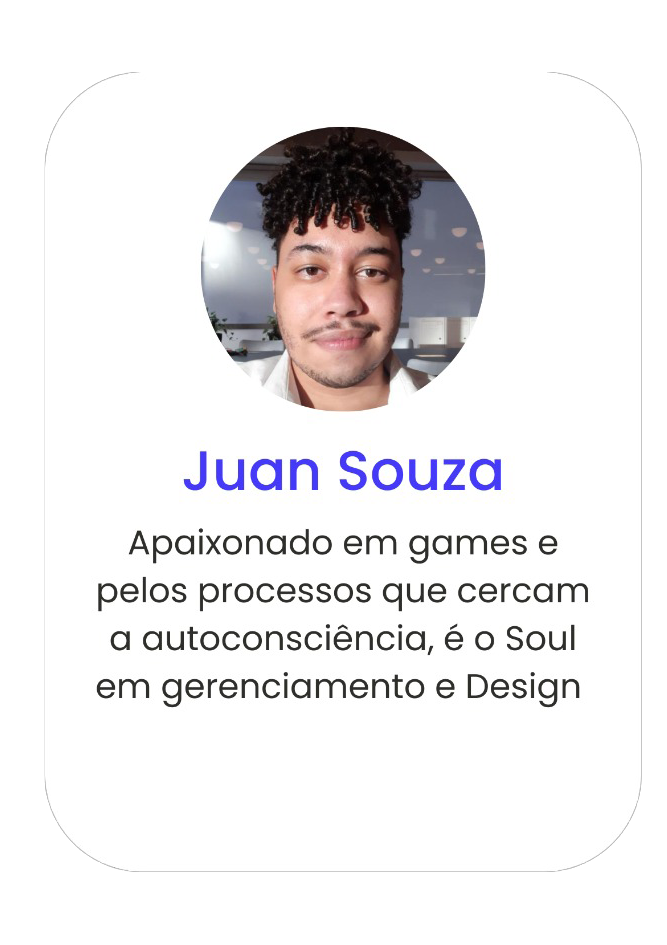 Juan Souza
Apaixonado em games e
pelos processos que cercam
a autoconsciência, é o Soul
em gerenciamento e Design